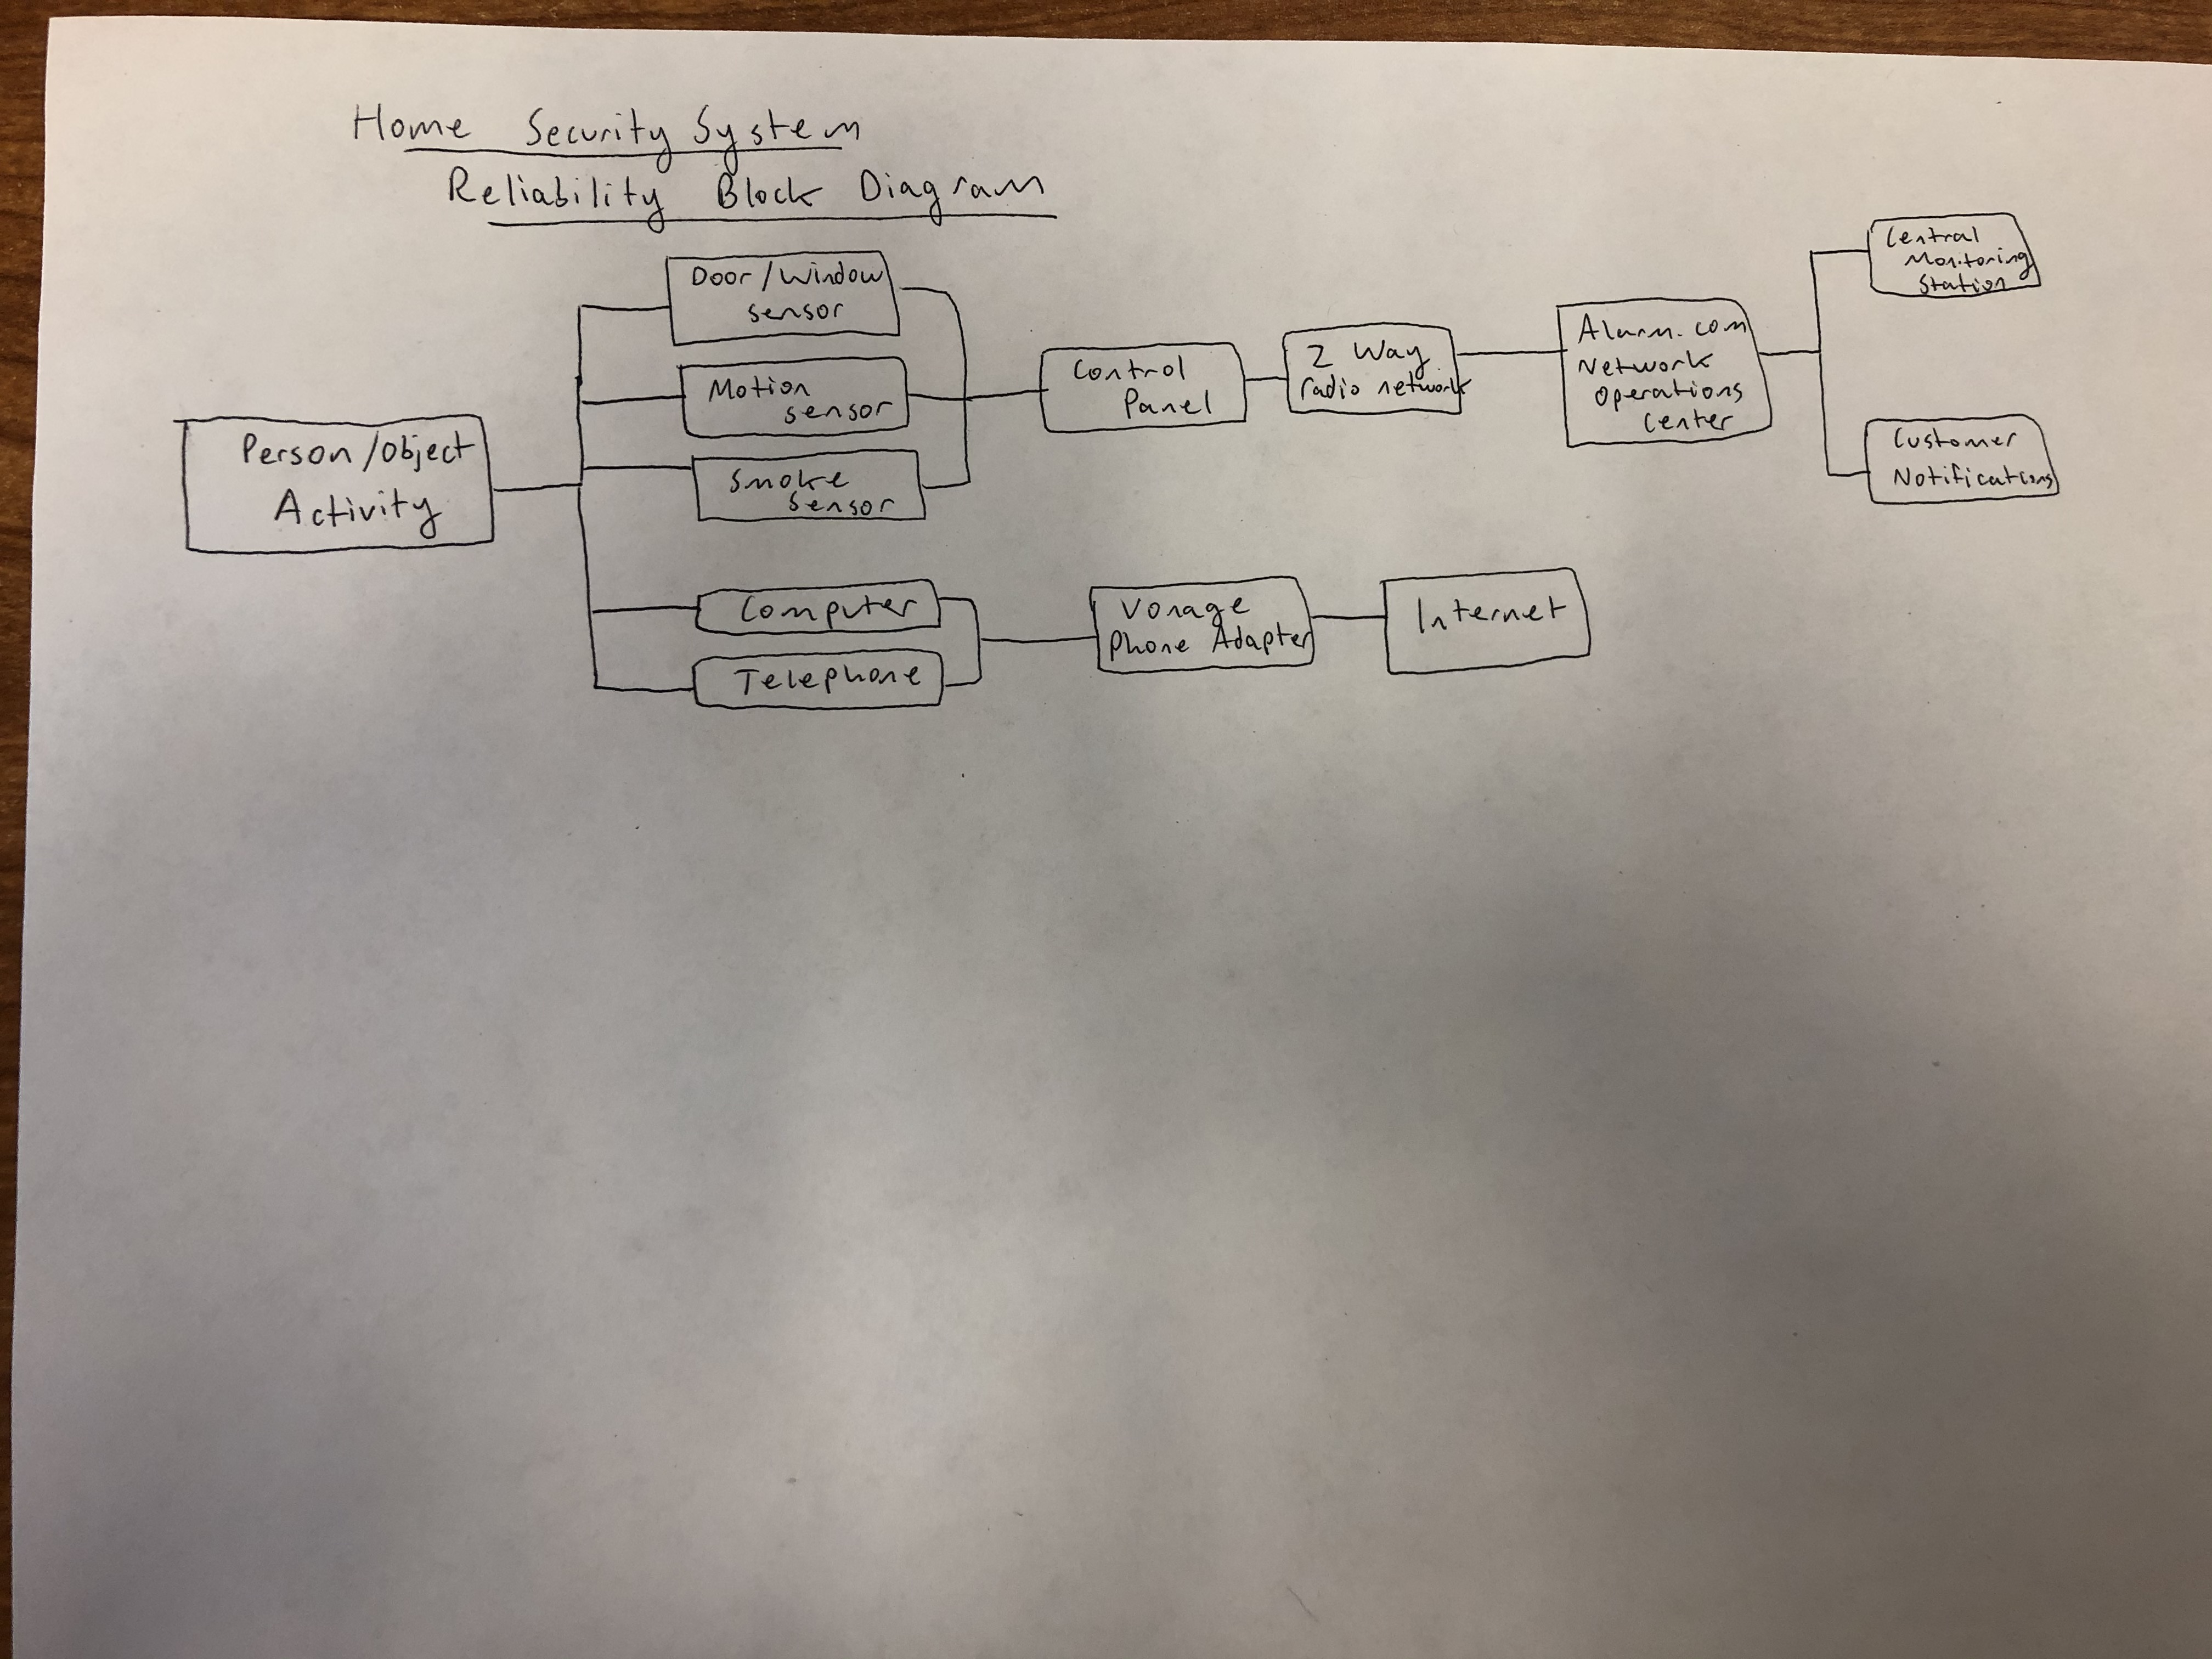 Home Security System
Reliability Block Diagram
Person/Object
Activity
Door/Window
sensor
Motion
sensor
Smoke
sensor
Computer
Telephone
Control
Panel
2 Way
radio network
Alarm.com
Network
Operations
Center
Central
Monitoring
Station
Customer
Notifications
Vonage
Phone Adapter
Internet